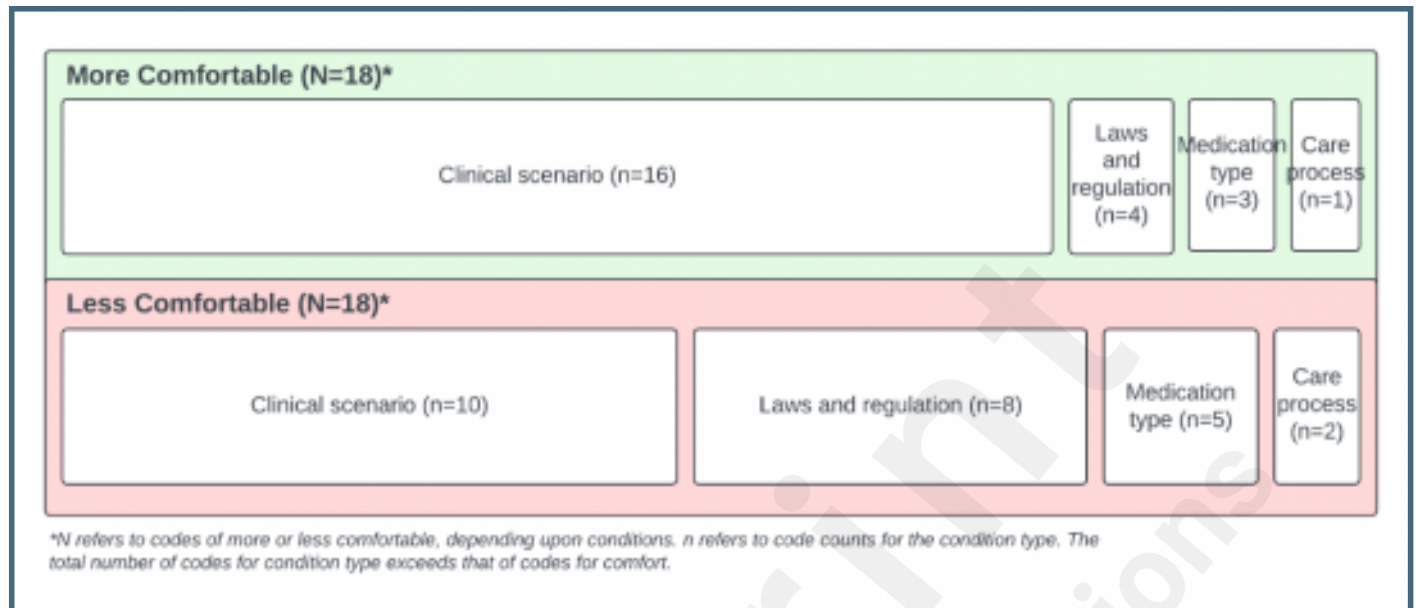 More Comfortable (N=18)*
Clinical scenario (n=16)
Laws
and
regulation
(n=4)
Medication
type
(n=3)
Care
process
(n=1)
Less Comfortable (N=18)*
Clinical scenario (n=10)
Laws and regulation (n=8)
Medication
type (n=5)
Care
process
(n=2)
*N refers to codes of more or less comfortable, depending upon conditions. n refers to code counts for the condition type. The
total number of codes for condition type exceeds that of codes for comfort.